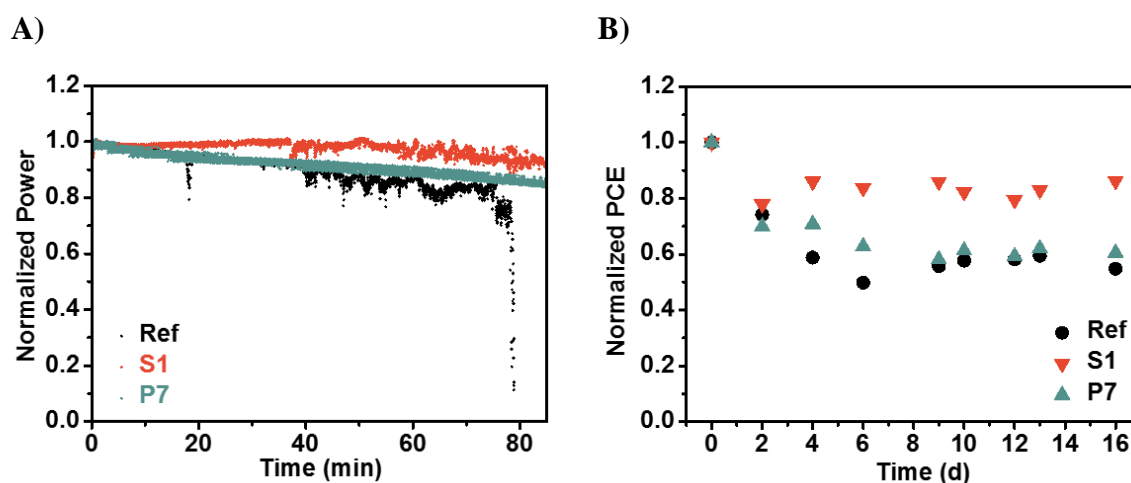 A)
Normalized Power
1.2
1.0
0.8
0.6
0.4
0.2
0.0
Ref
S1
P7
0 20 40 60 80
Time (min)
B)
Normalized PCE
1.2
1.0
0.8
0.6
0.4
0.2
0.0
Ref
S1
P7
0 2 4 6 8 10 12 14 16
Time (d)